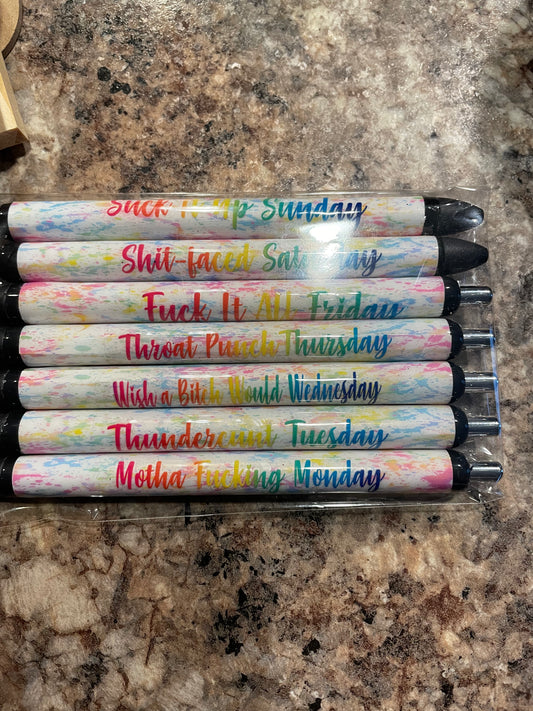 Suck It Up Sunday
Shit-faced Saturday
Fuck It All Friday
Throat Punch Thursday
Wish a Bitch Would Wednesday
Thundercunt Tuesday
Motha Fucking Monday